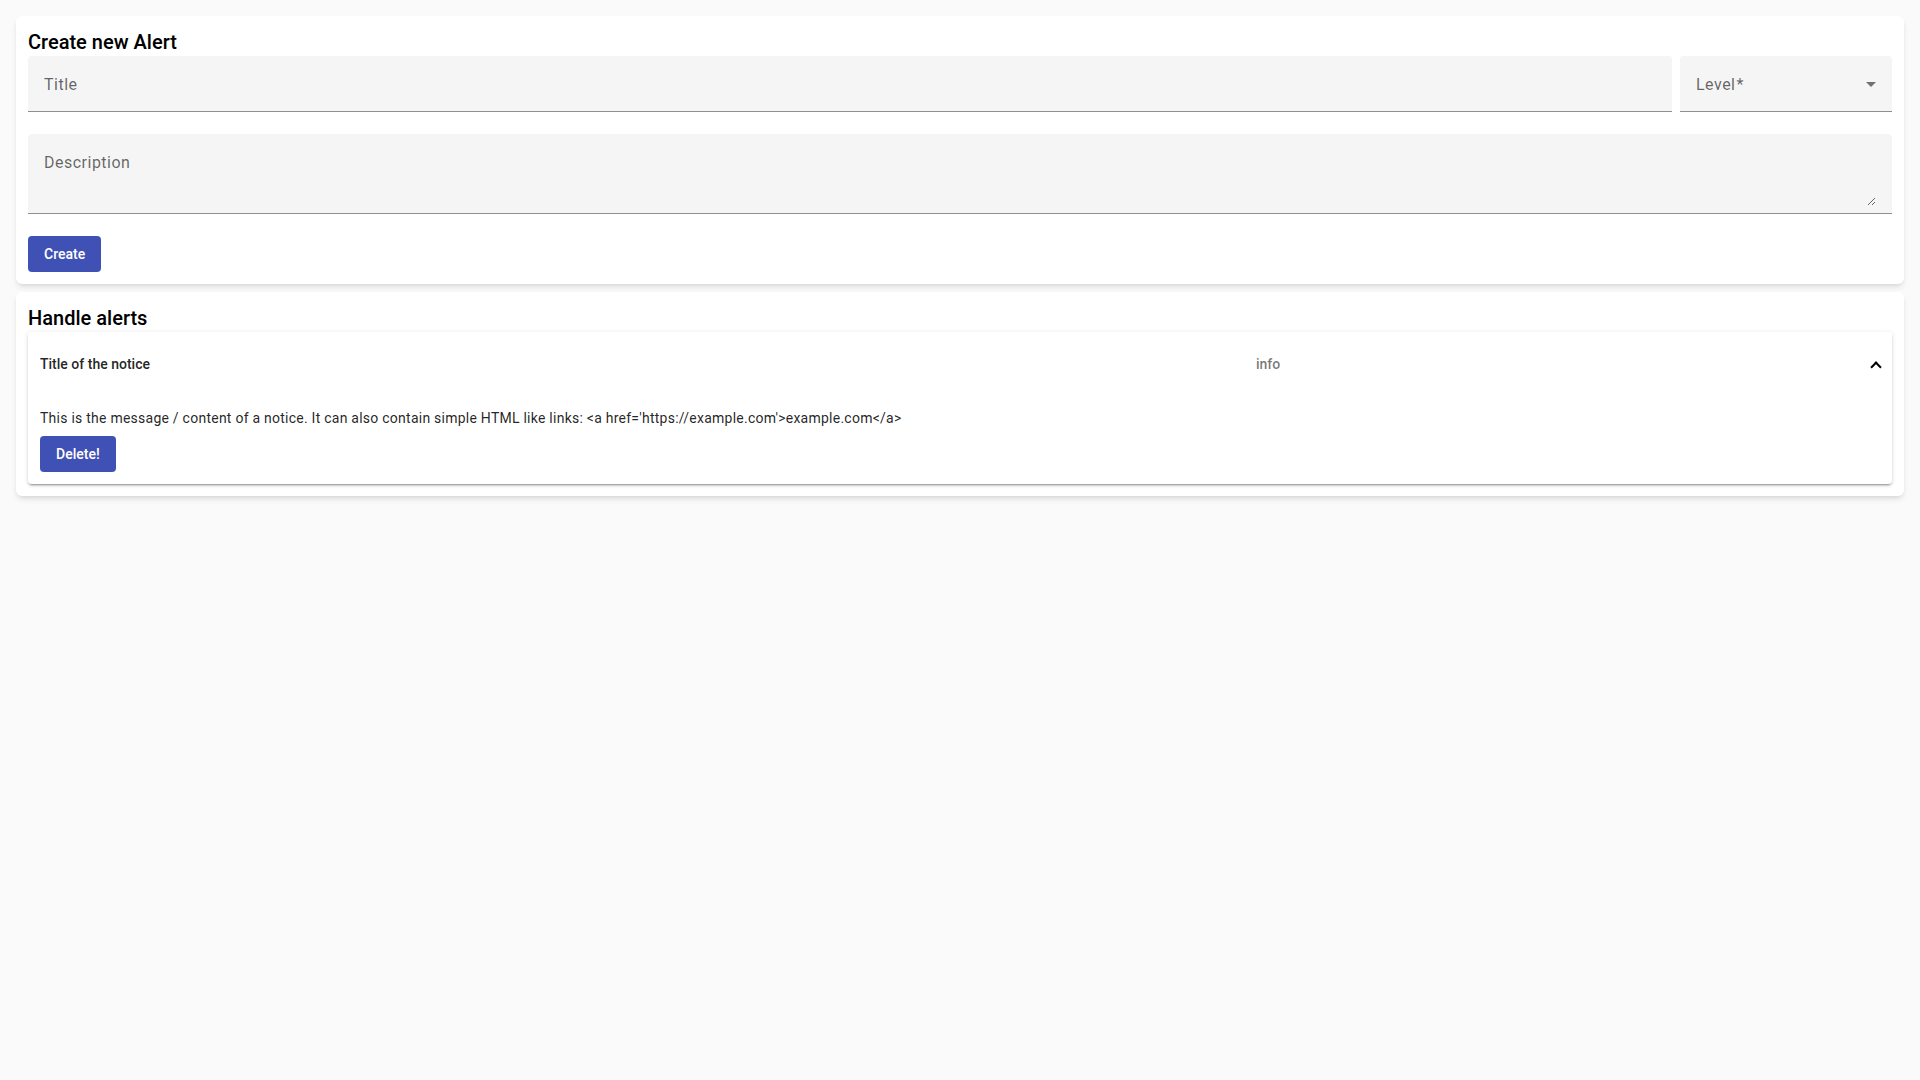 Create new Alert
Title
Level*
Description
Create
Handle alerts
Title of the notice
info
This is the message / content of a notice. It can also contain simple HTML like links: <a href='https://example.com'>example.com</a>
Delete!